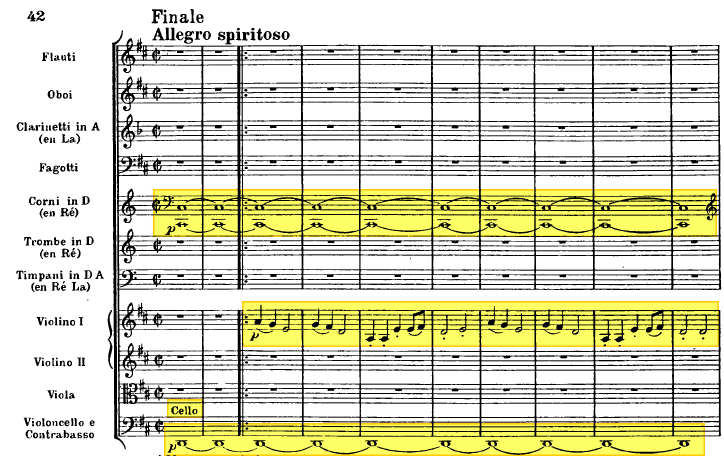 42
Finale
Allegro spiritoso
Flauti
Oboi
Clarinetti in A
(en La)
Fagotti
Corni in D
(en Ré)
p
Trombe in D
(en Ré)
Timpani in D A
(en Ré La)
Violino I
p
Violino II
Viola
Cello
Violoncello e
Contrabasso
p